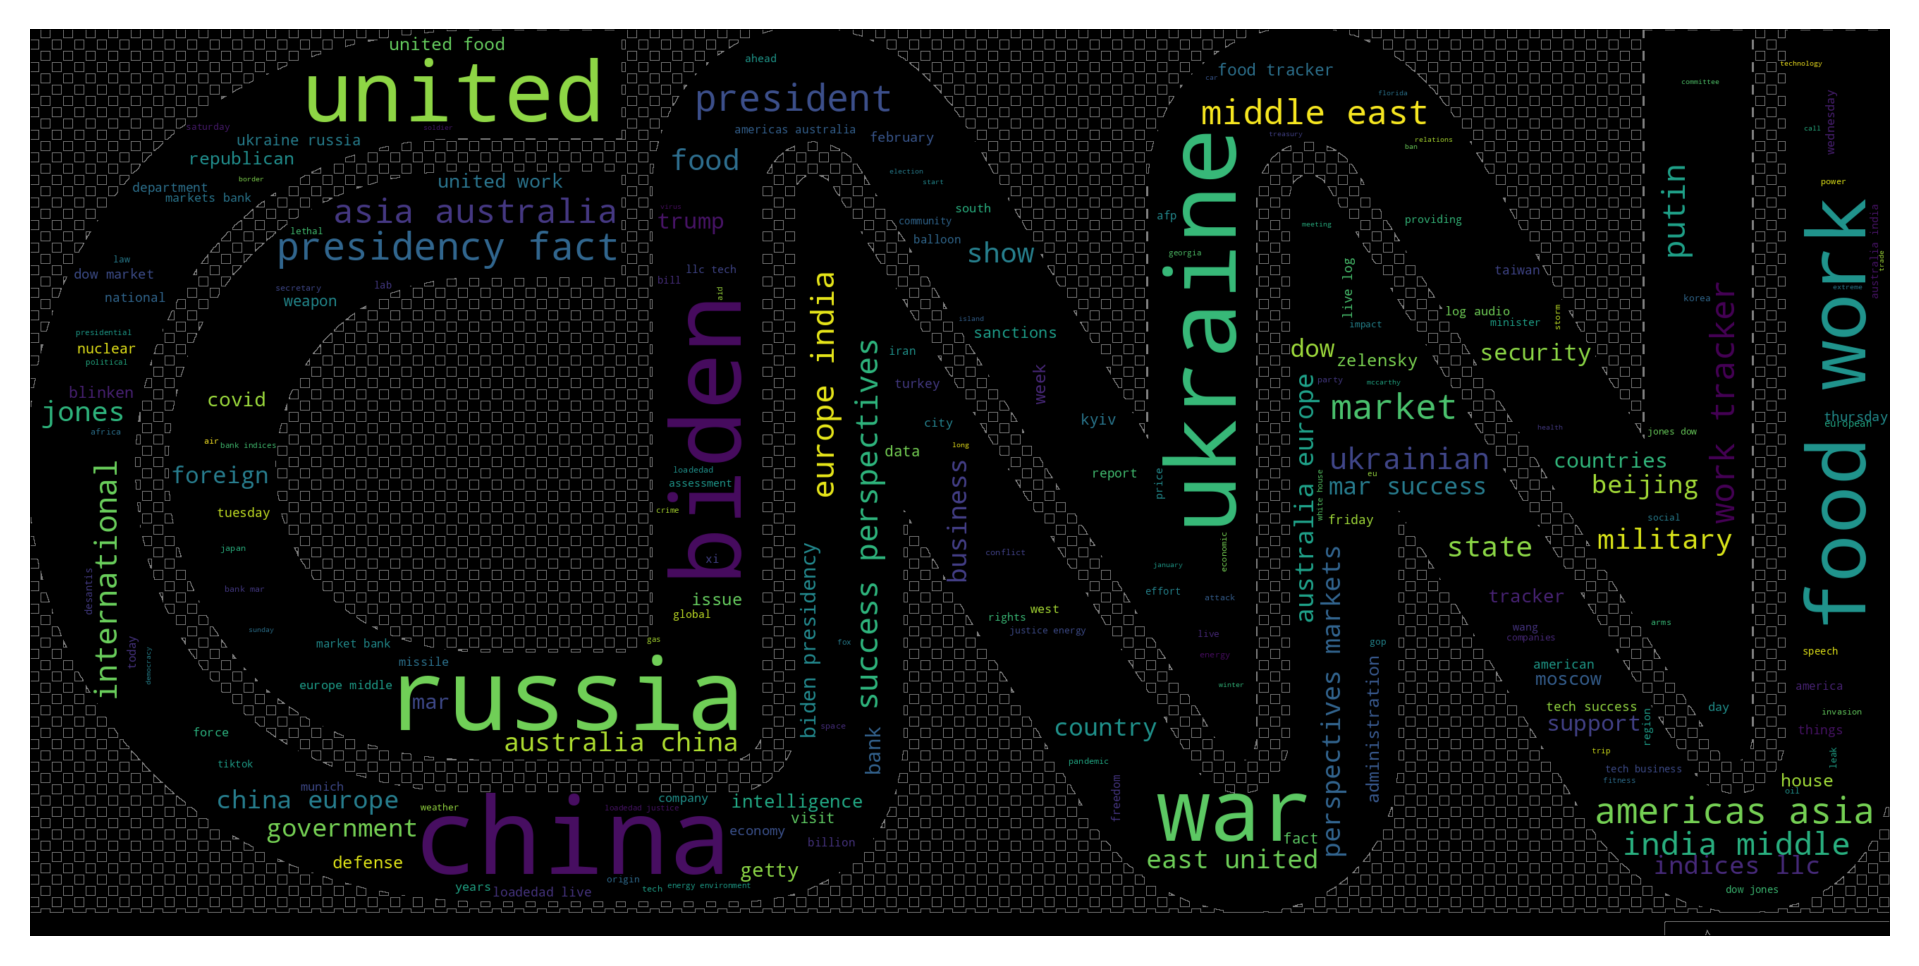 united food
united
saturday
soldier
ukraine russia
republican
border
department
markets bank
united work
asia australia
lethal
presidency fact
law
dow market
national
secretary
lab
weapon
presidential
nuclear
political
blinken
jones
africa
covid
air
bank indices
foreign
international
tuesday
japan
bank mar
desantis
sunday
today
democracy
market bank
missile
europe middle
russia
mar
australia china
force
tiktok
munich
china europe
weather
government
china
loadedad justice
company
defense
years
loadedad live
origin
tech
energy environment
intelligence
visit
economy
billion
getty
ahead
president
americas australia
february
food
election
start
trump
south
community
balloon
show
llc tech
bill
aid
biden
europe india
island
sanctions
success perspectives
iran
turkey
week
city
kyiv
long
data
loadedad
assessment
crime
report
business
price
xi
conflict
issue
global
gas
biden presidency
fox
space
bank
rights
west
justice energy
country
pandemic
freedom
food tracker
car
florida
middle east
treasury
relations
ban
ukraine
afp
georgia
meeting
providing
live log
taiwan
log audio
minister
storm
impact
dow
zelensky
security
party
mccarthy
market
australia europe
health
ukrainian
eu
mar success
white house
friday
economic
january
effort
attack
live
energy
winter
perspectives markets
gop
administration
war
fact
east united
state
tracker
wang
companies
american
moscow
tech success
support
region
trip
tech business
fitness
arms
day
countries
beijing
social
military
jones dow
committee
putin
korea
work tracker
technology
wednesday
call
power
food work
australia india
trade
extreme
thursday
european
speech
america
invasion
things
leak
house
oil
americas asia
india middle
indices llc
dow jones